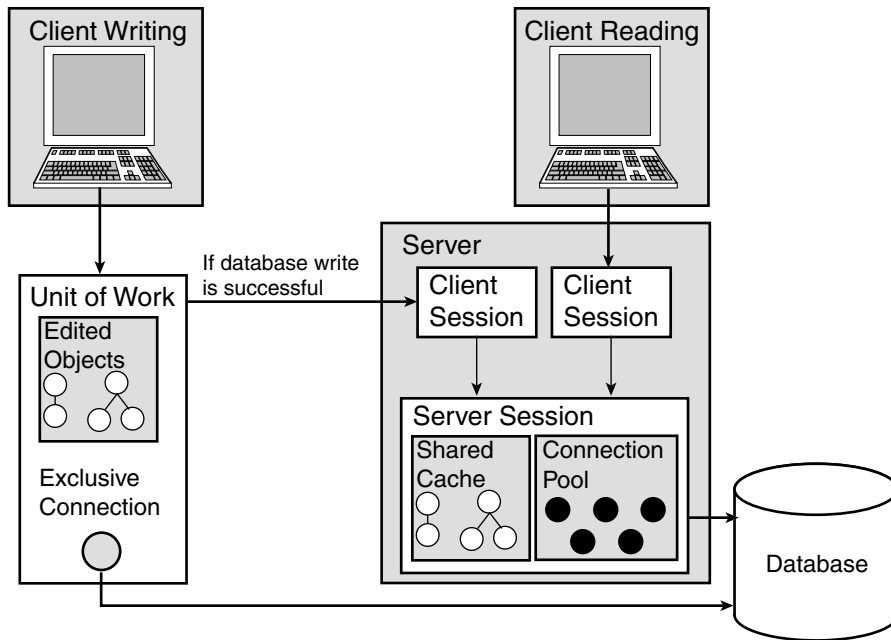 Client Writing
Client Reading
Server
If database write
is successful
Unit of Work
Client
Session
Client
Session
Edited
Objects
Server Session
Shared
Cache
Connection
Pool
Exclusive
Connection
Database